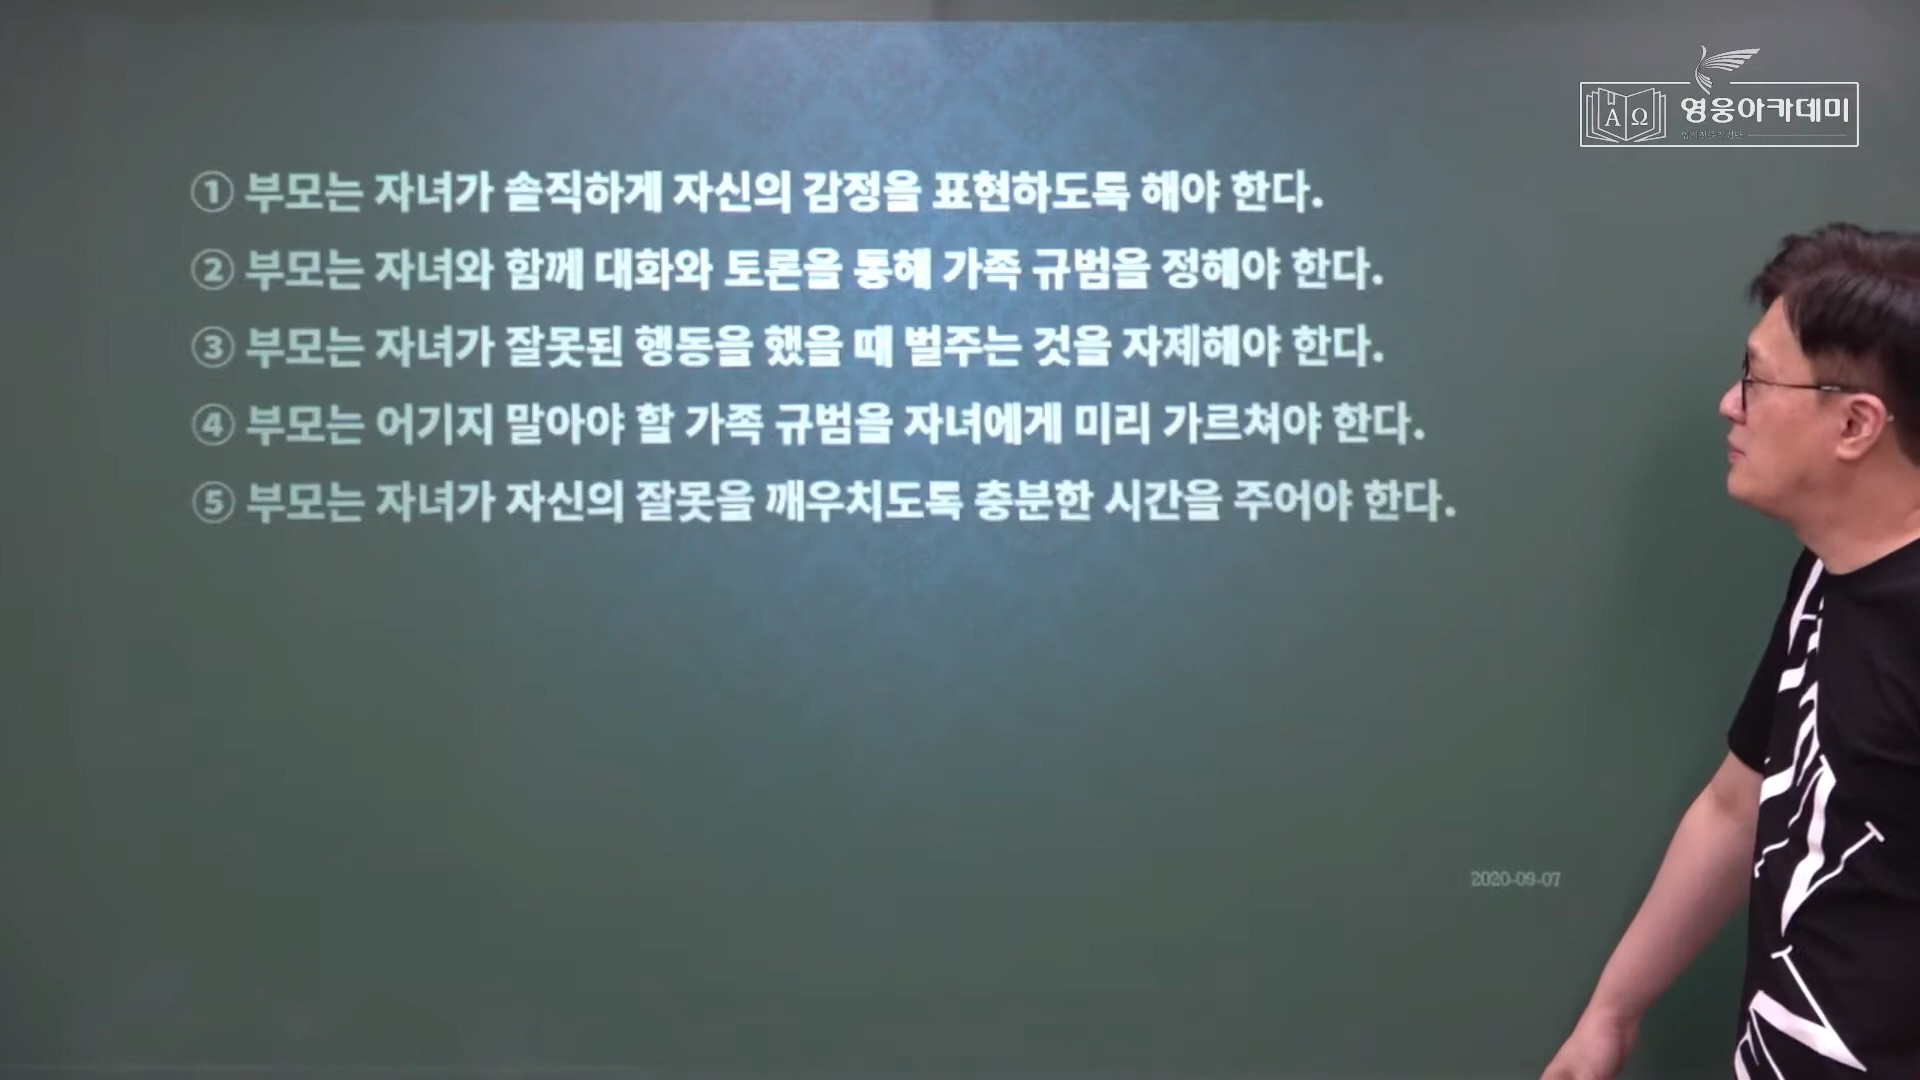 영웅아카데미
① 부모는 자녀가 솔직하게 자신의 감정을 표현하도록 해야 한다.
② 부모는 자녀와 함께 대화와 토론을 통해 가족 규범을 정해야 한다.
③ 부모는 자녀가 잘못된 행동을 했을 때 벌주는 것을 자제해야 한다.
④ 부모는 어기지 말아야 할 가족 규범을 자녀에게 미리 가르쳐야 한다.
⑤ 부모는 자녀가 자신의 잘못을 깨우치도록 충분한 시간을 주어야 한다.
2020-09-07